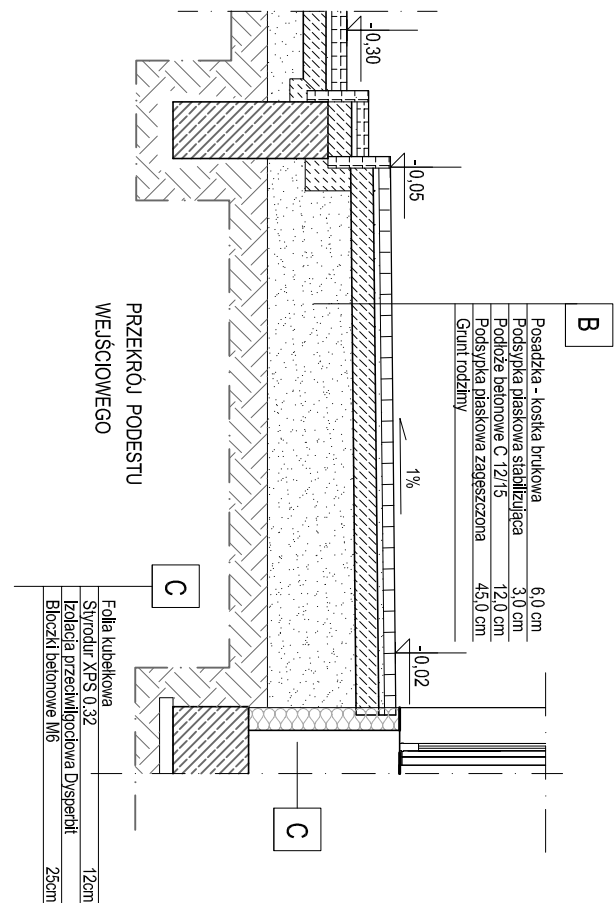 -0,30
-0,05
B
Posadzka - kostka brukowa 6,0 cm
Podsypka piaskowa stabilizująca 3,0 cm
Podłoże betonowe C 12/15 12,0 cm
Podsypka piaskowa zagęszczona 45,0 cm
Grunt rodzimy
1%
-0,02
PRZEKRÓJ PODESTU
WEJŚCIOWEGO
C
Folia kubełkowa
Styrodur XPS 0.32 12cm
Izolacja przeciwilgociowa Dysperbit
Bloczki betonowe M6 25cm
C